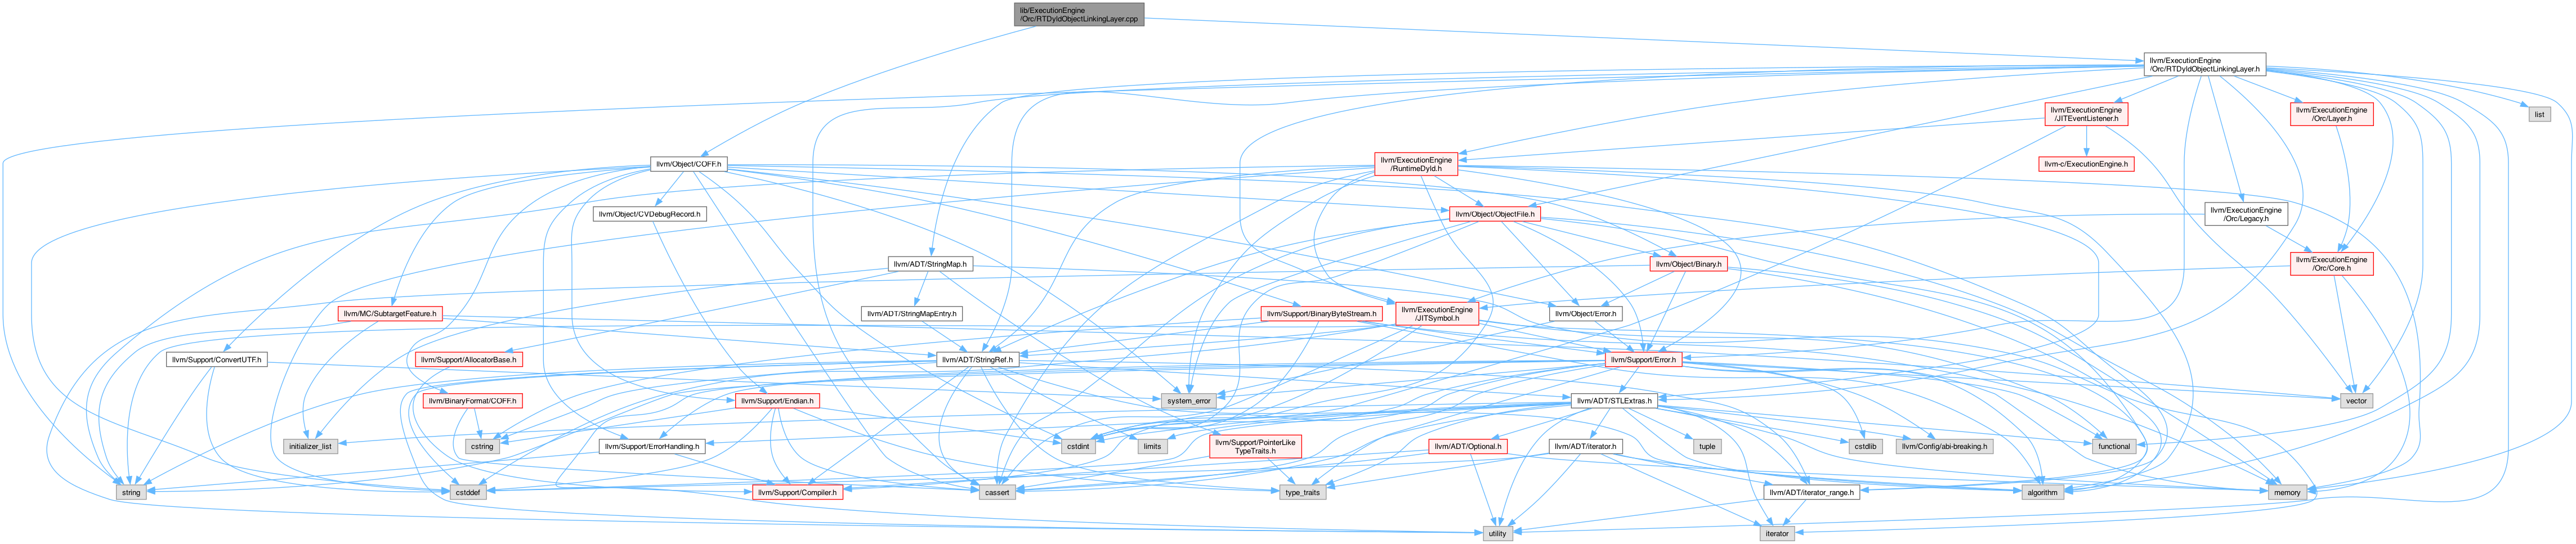 lib/ExecutionEngine
/Orc/RTDyldObjectLinkingLayer.cpp
llvm/ExecutionEngine
/Orc/RTDyldObjectLinkingLayer.h
llvm/ExecutionEngine
/JITEventListener.h
llvm/ExecutionEngine
/Orc/Layer.h
list
llvm/Object/COFF.h
llvm/ExecutionEngine
/RuntimeDyld.h
llvm-c/ExecutionEngine.h
llvm/Object/CVDebugRecord.h
llvm/Object/ObjectFile.h
llvm/ExecutionEngine
/Orc/Legacy.h
llvm/ADT/StringMap.h
llvm/Object/Binary.h
llvm/ExecutionEngine
/Orc/Core.h
llvm/MC/SubtargetFeature.h
llvm/ADT/StringMapEntry.h
llvm/Support/BinaryByteStream.h
llvm/ExecutionEngine
/JITSymbol.h
llvm/Object/Error.h
llvm/Support/ConvertUTF.h
llvm/Support/AllocatorBase.h
llvm/ADT/StringRef.h
llvm/Support/Error.h
llvm/BinaryFormat/COFF.h
llvm/Support/Endian.h
system_error
llvm/ADT/STLExtras.h
vector
initializer_list
cstring
llvm/Support/ErrorHandling.h
cstdint
limits
llvm/Support/PointerLike
TypeTraits.h
llvm/ADT/Optional.h
llvm/ADT/iterator.h
tuple
cstdlib
llvm/Config/abi-breaking.h
functional
string
cstddef
llvm/Support/Compiler.h
cassert
type_traits
llvm/ADT/iterator_range.h
algorithm
memory
utility
iterator